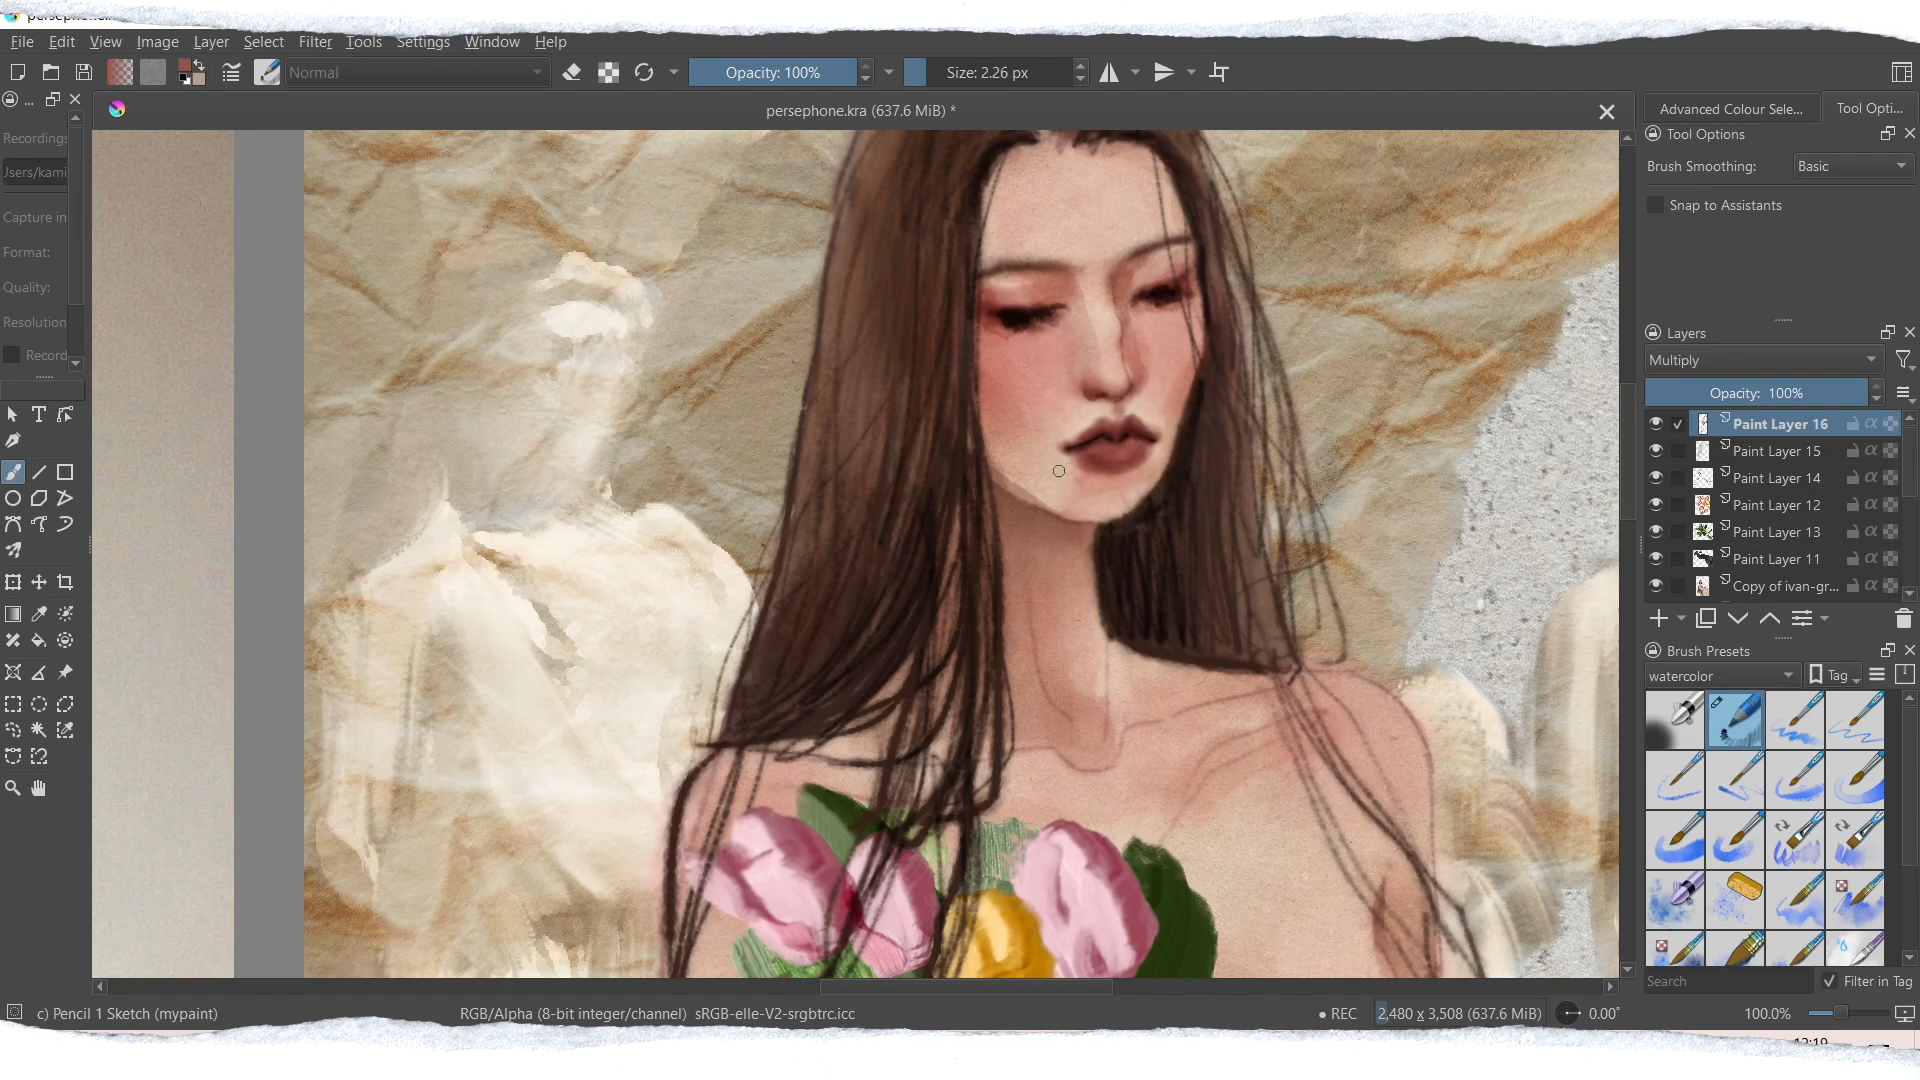 File Edit View Image Layer Select Filter Tools Settings Window Help
Normal
Opacity: 100%
Size: 2.26 px
...
persephone.kra (637.6 MiB) *
Advanced Colour Sele...
Tool Opti...
Recordings
Jsers/kami
Capture in
Format:
Quality:
Resolution
Record
Tool Options
Brush Smoothing:
Basic
Snap to Assistants
Layers
Multiply
Opacity: 100%
Paint Layer 16
Paint Layer 15
Paint Layer 14
Paint Layer 12
Paint Layer 13
Paint Layer 11
Copy of ivan-gr...
Brush Presets
watercolor
Tag
Search
Filter in Tag
c) Pencil 1 Sketch (mypaint)
RGB/Alpha (8-bit integer/channel) sRGB-elle-V2-srgbtrc.icc
REC
2,480 x 3,508 (637.6 MiB)
0.00°
100.0%